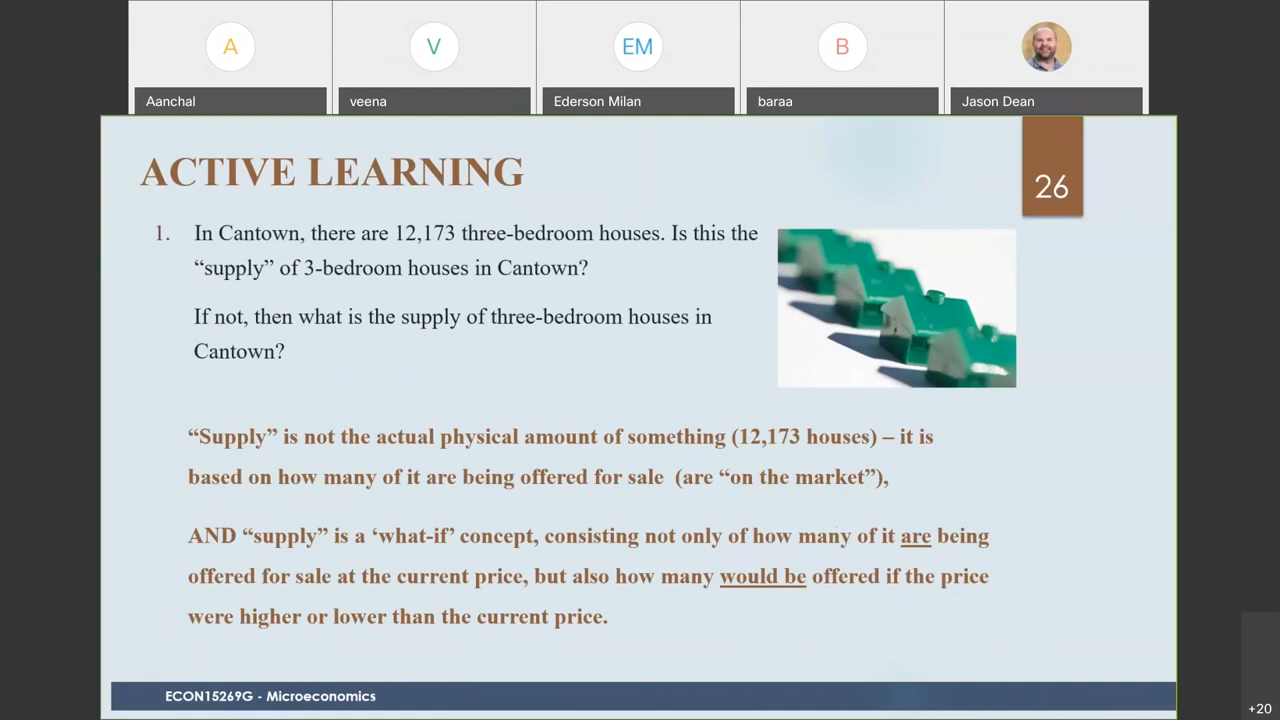 A
V
EM
B
Aanchal
veena
Ederson Milan
baraa
Jason Dean
ACTIVE LEARNING
26
1. In Cantown, there are 12,173 three-bedroom houses. Is this the
“supply” of 3-bedroom houses in Cantown?
If not, then what is the supply of three-bedroom houses in
Cantown?
“Supply” is not the actual physical amount of something (12,173 houses) – it is
based on how many of it are being offered for sale (are “on the market”),
AND “supply” is a ‘what-if’ concept, consisting not only of how many of it are being
offered for sale at the current price, but also how many would be offered if the price
were higher or lower than the current price.
ECON15269G - Microeconomics
+20